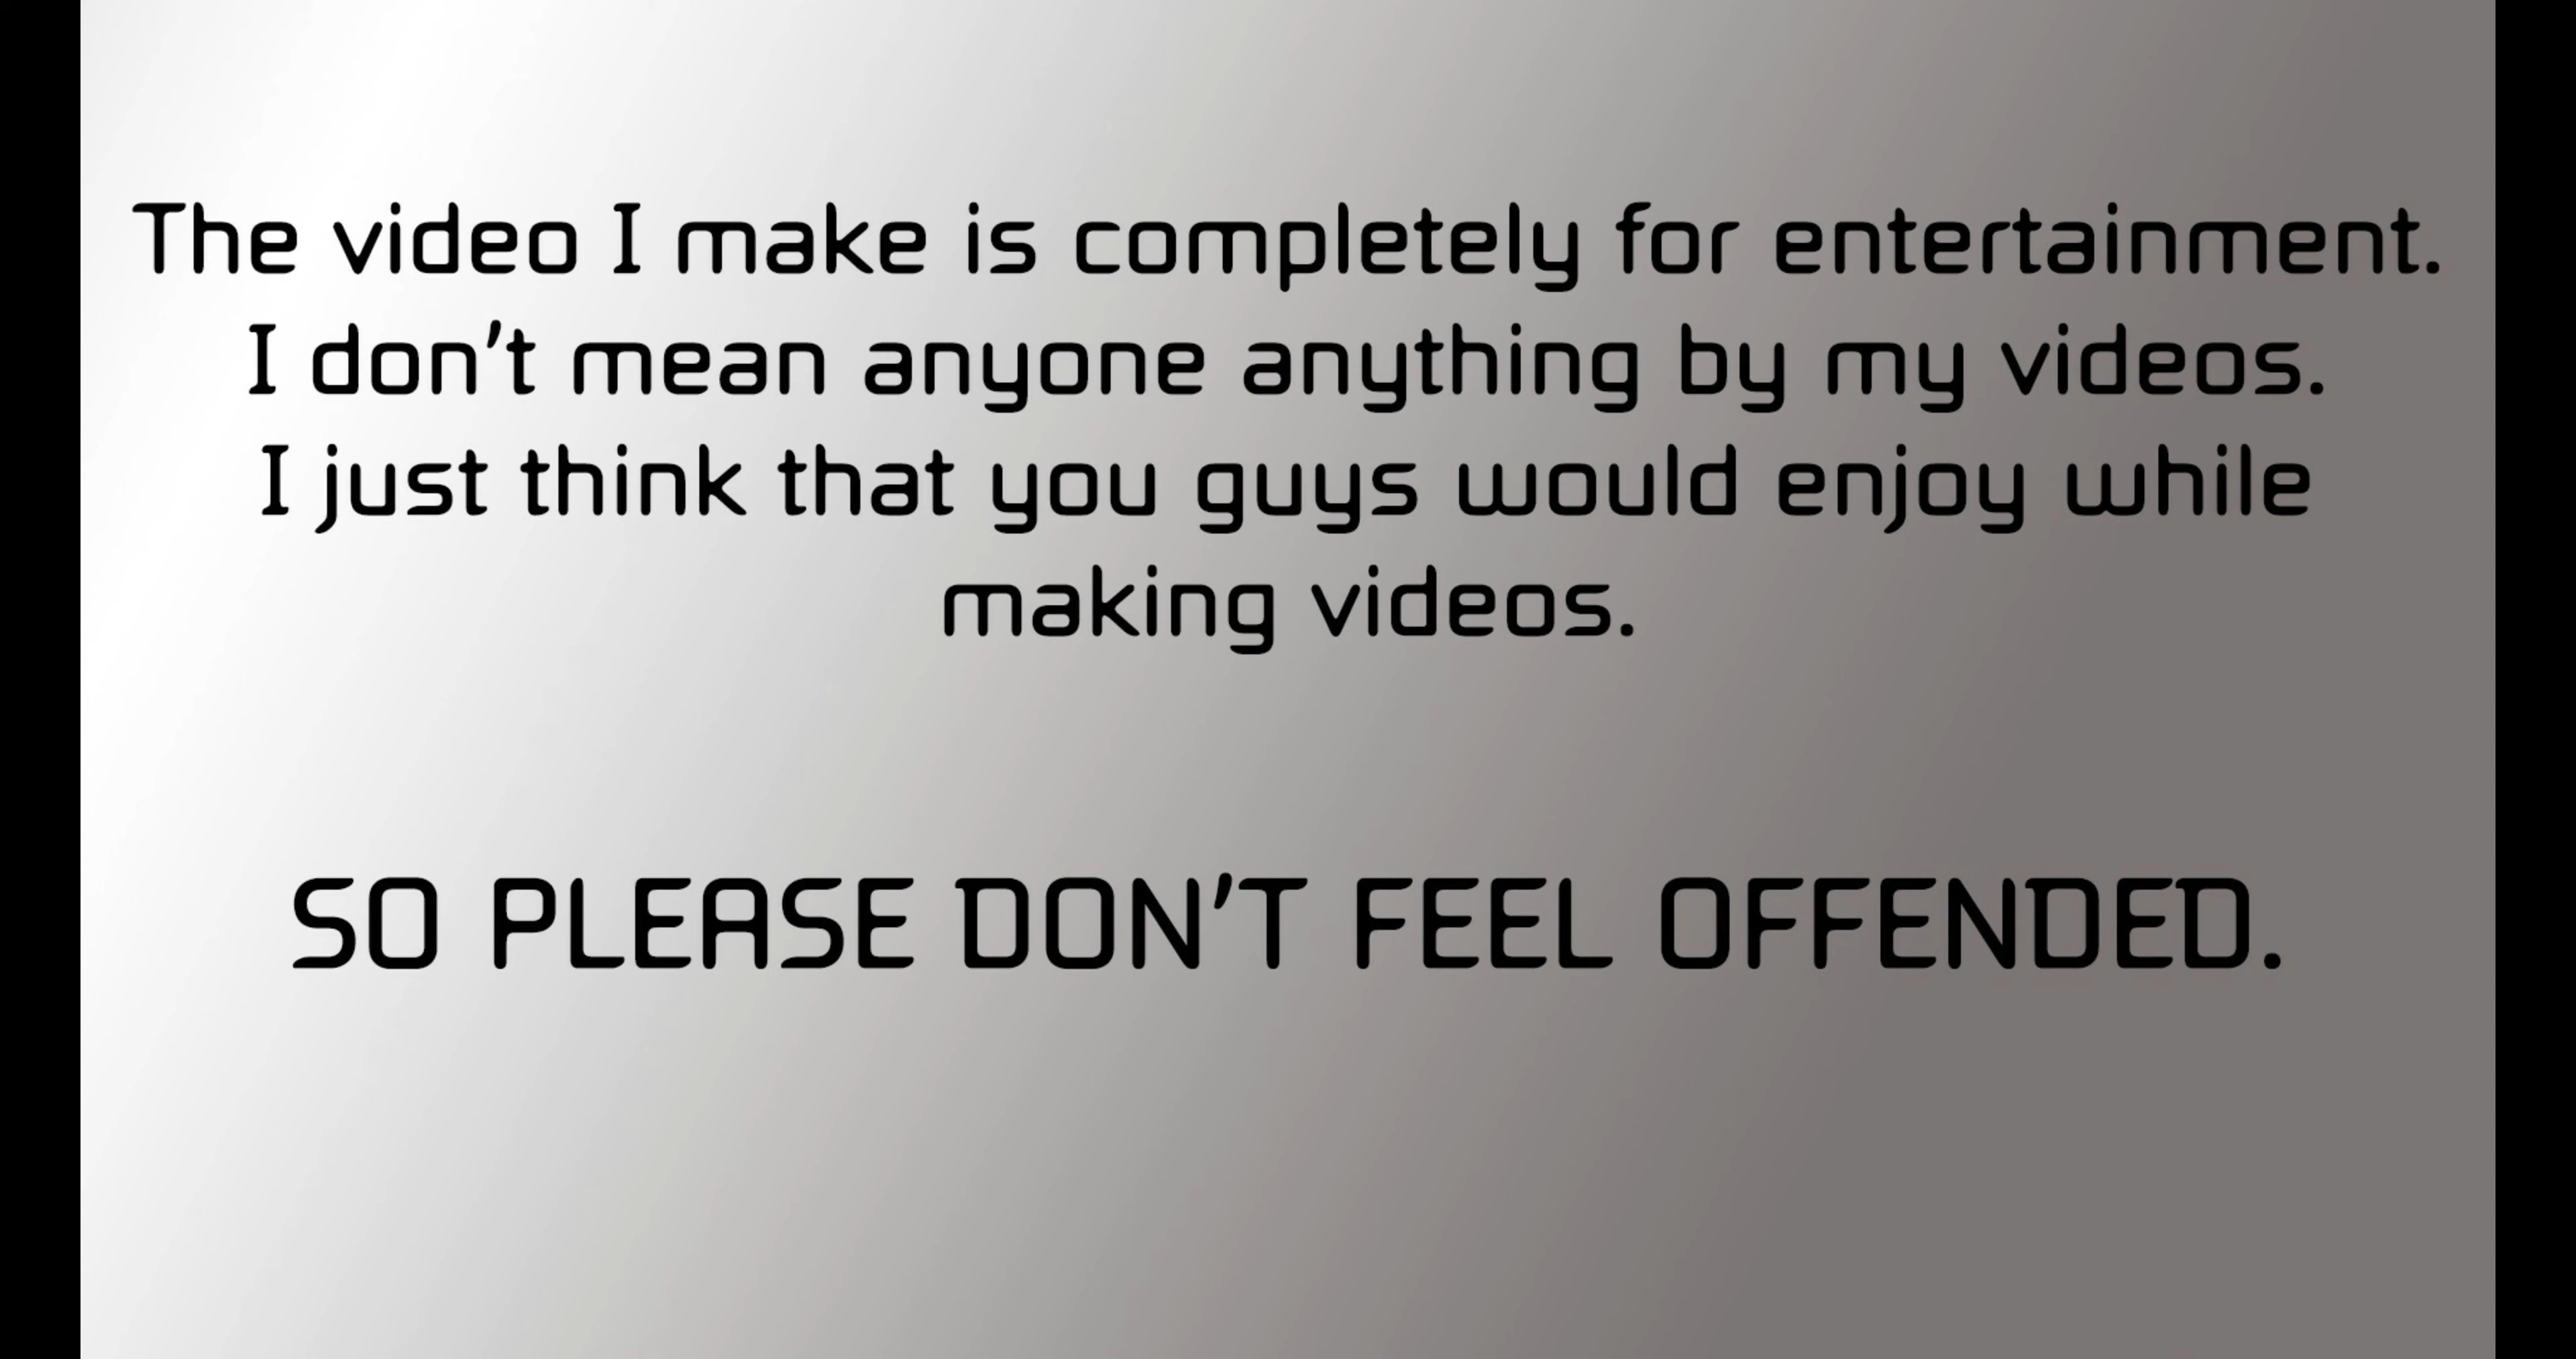 The video I make is completely for entertainment.
I don't mean anyone anything by my videos.
I just think that you guys would enjoy while
making videos.
SO PLEASE DON'T FEEL OFFENDED.